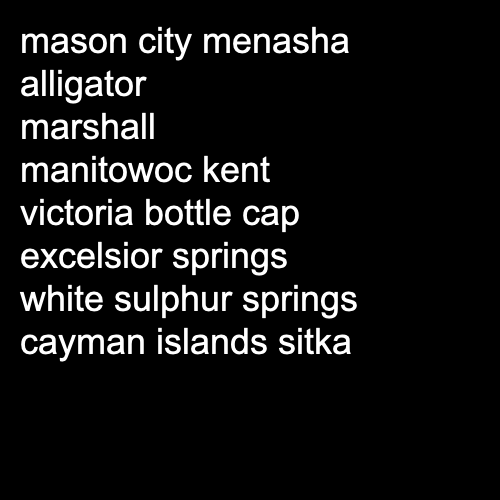 mason city menasha
alligator
marshall
manitowoc kent
victoria bottle cap
excelsior springs
white sulphur springs
cayman islands sitka